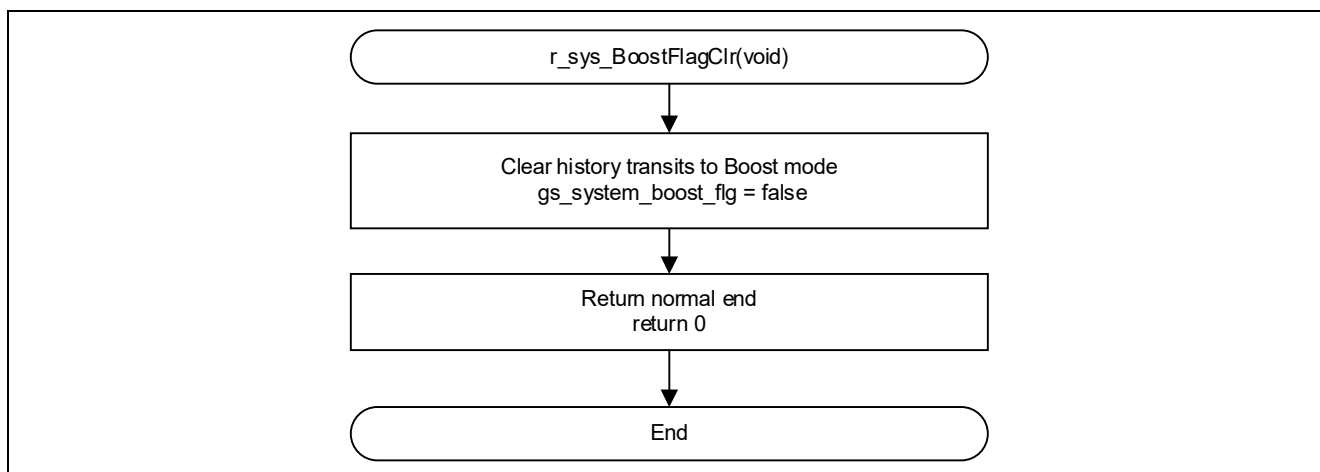 r_sys_BoostFlagClr(void)
Clear history transits to Boost mode
gs_system_boost_flg = false
Return normal end
return 0
End